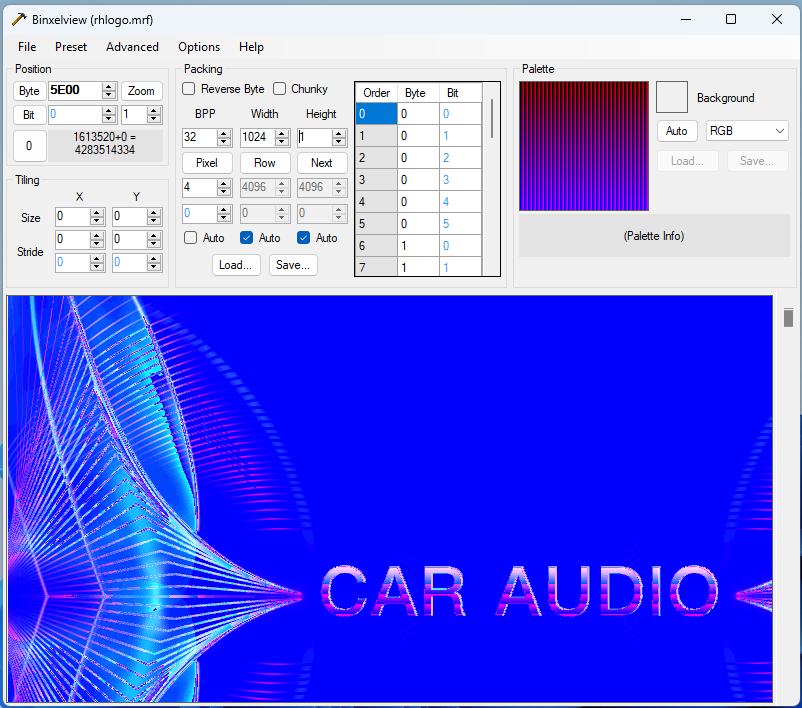 Binxelview (rhlogo.mrf)
File Preset Advanced Options Help
Position
Byte 5E00 Zoom
Bit 0 1
0 1613520+0 =
4283514334
Tiling
X Y
Size 0 0
Stride 0 0
0 0
Packing
Reverse Byte Chunky
BPP Width Height
32 1024 1
Pixel Row Next
4 4096 4096
0 0 0
Auto Auto Auto
Load... Save...
Order Byte Bit
0 0 0
1 0 1
2 0 2
3 0 3
4 0 4
5 0 5
6 1 0
7 1 1
Palette
Background
Auto RGB
Load... Save...
(Palette Info)
CAR AUDIO